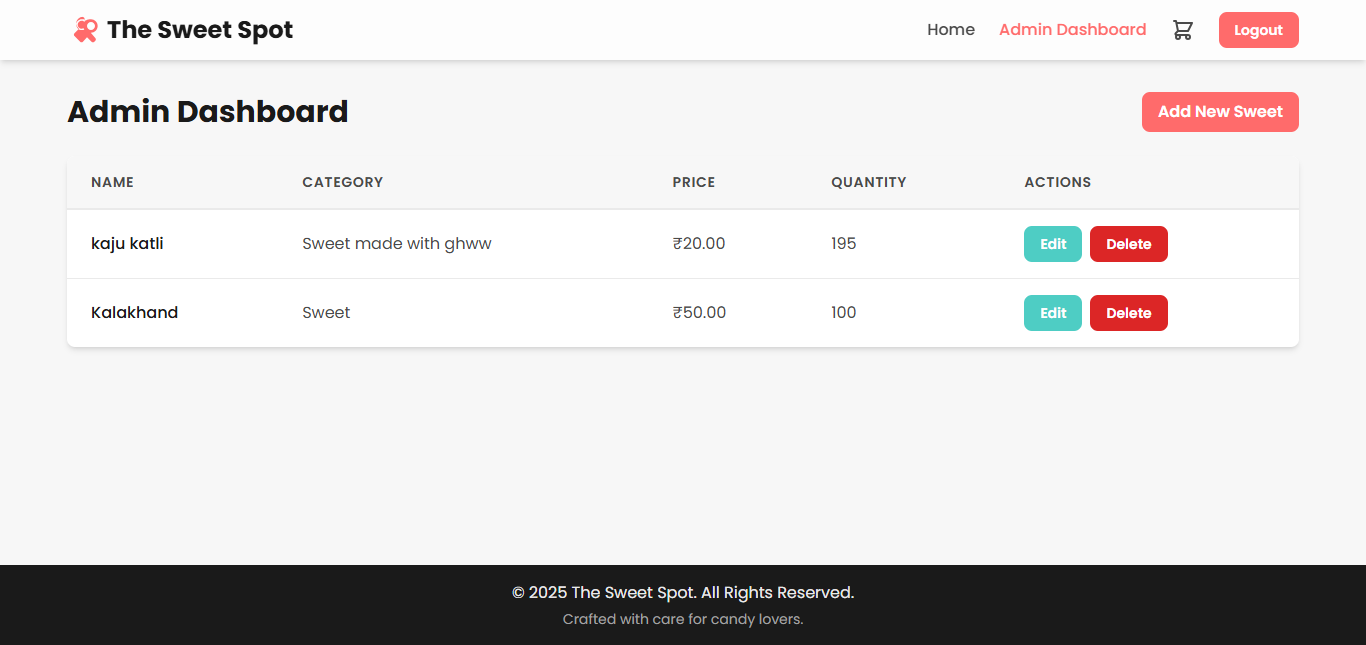 The Sweet Spot
Home Admin Dashboard Logout
Admin Dashboard
Add New Sweet
NAME CATEGORY PRICE QUANTITY ACTIONS
kaju katli Sweet made with ghww ₹20.00 195 Edit Delete
Kalakhand Sweet ₹50.00 100 Edit Delete
© 2025 The Sweet Spot. All Rights Reserved.
Crafted with care for candy lovers.